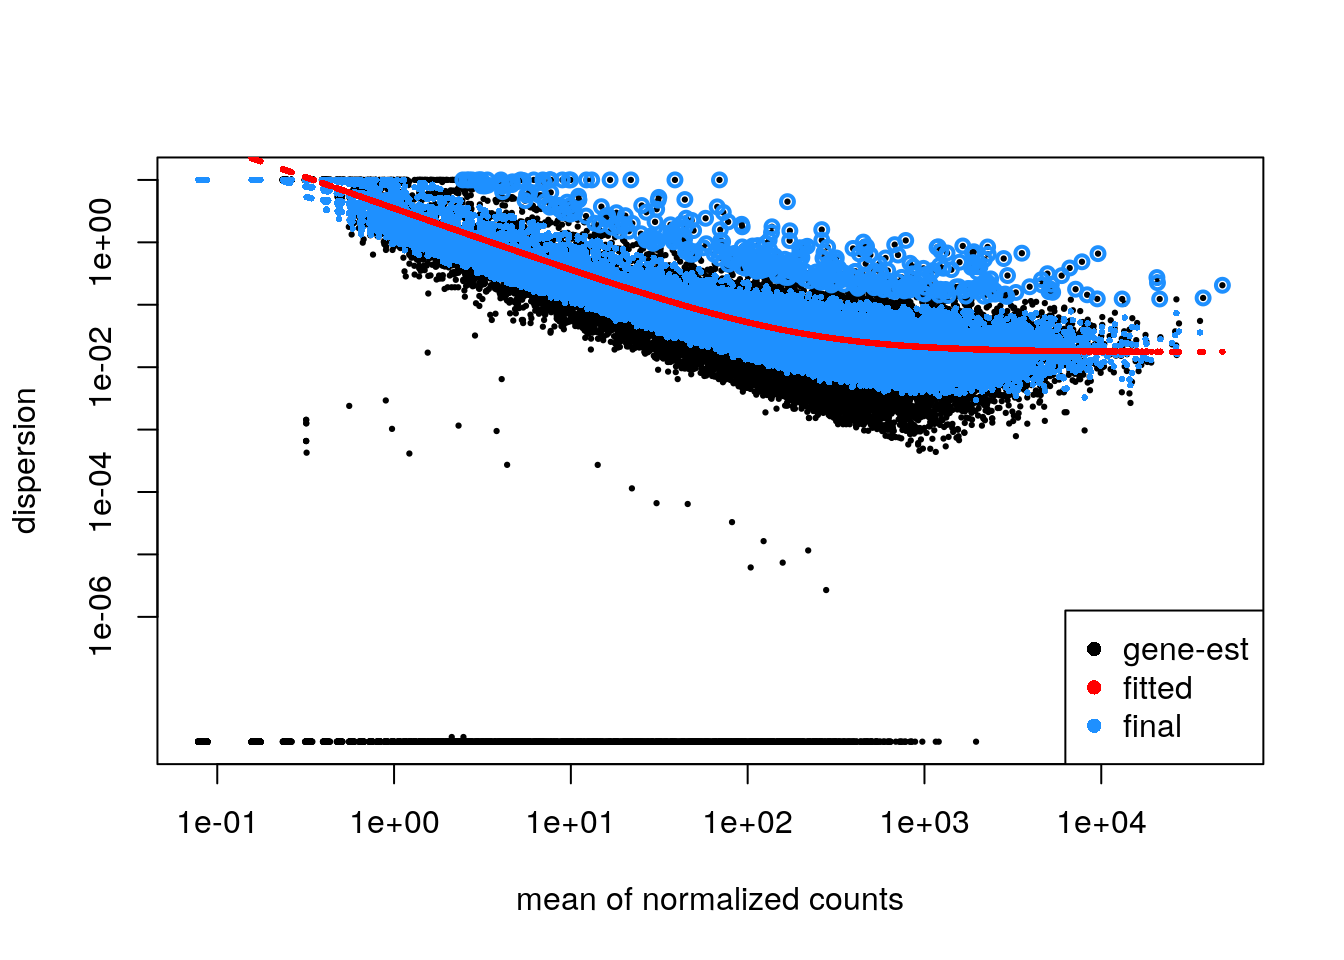 dispersion
1e+00
1e-02
1e-04
1e-06
gene-est
fitted
final
1e-01 1e+00 1e+01 1e+02 1e+03 1e+04
mean of normalized counts